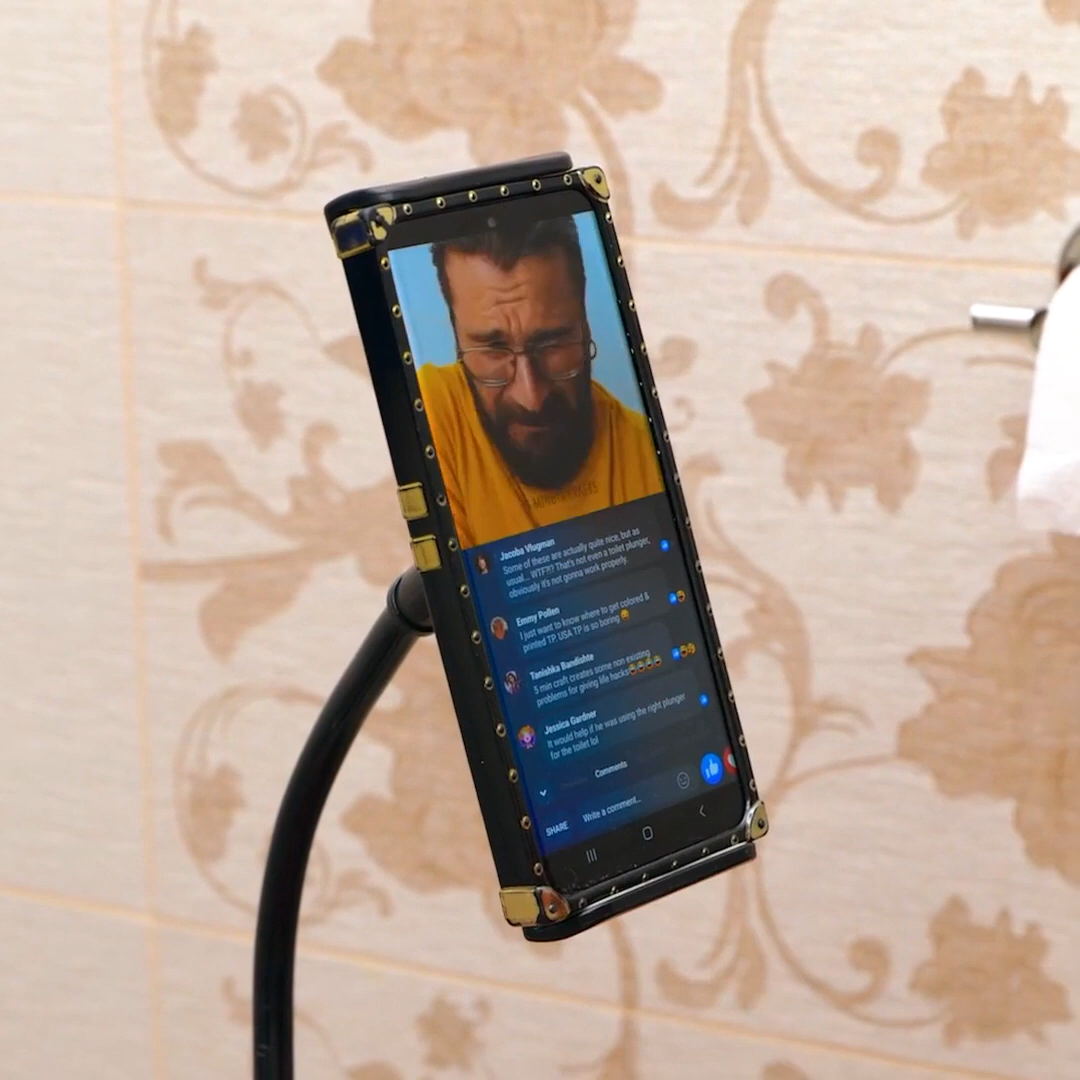 5 MINUTE CRAFTS
Jacoba Vlugman
Some of these are actually quite nice, but as
usual... WTF?!? That's not even a toilet plunger,
obviously it's not gonna work properly.
Emmy Pollen
I just want to know where to get colored &
printed TP. USA TP is so boring 😩
Tanishka Bandishte
5 min craft creates some non existing
problems for giving life hacks😂😂😂😂
Jessica Gardner
It would help if he was using the right plunger
for the toilet lol
Comments
SHARE Write a comment...